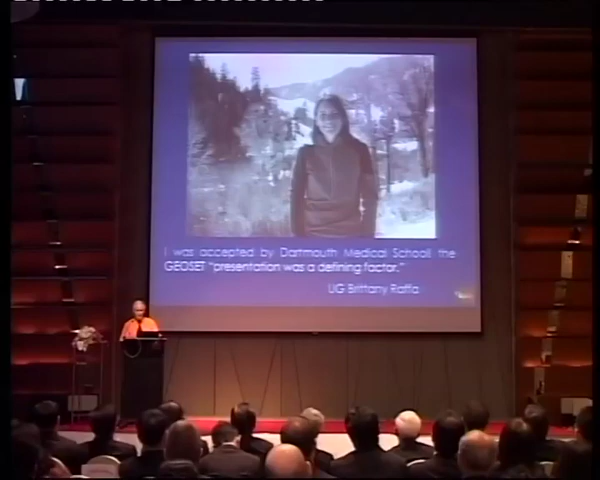 I was accepted by Dartmouth Medical School: the
GEOSET "presentation was a defining factor."
UG Brittany Raffa